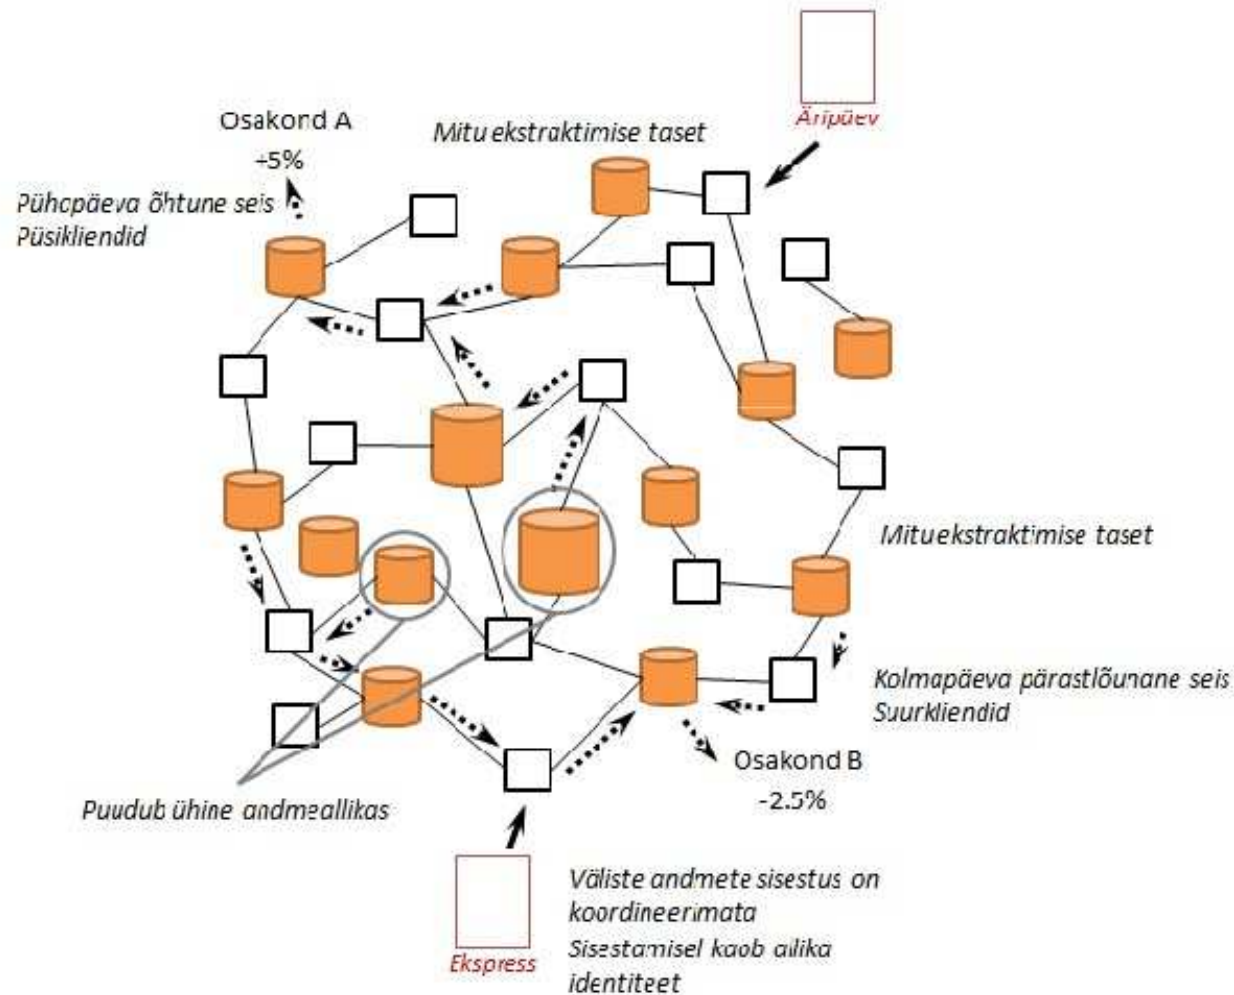 Äripäev
Osakond A
+5%
Mitu ekstraktimise taset
Pühapäeva õhtune seis
Püsikliendid
Mitu ekstraktimise taset
Kolmapäeva pärastlõunane seis
Suurkliendid
Osakond B
-2.5%
Puudub ühine andmeallikas
Ekspress
Väliste andmete sisestus on
koordineerimata
Sisestamisel kaob allika
identiteet